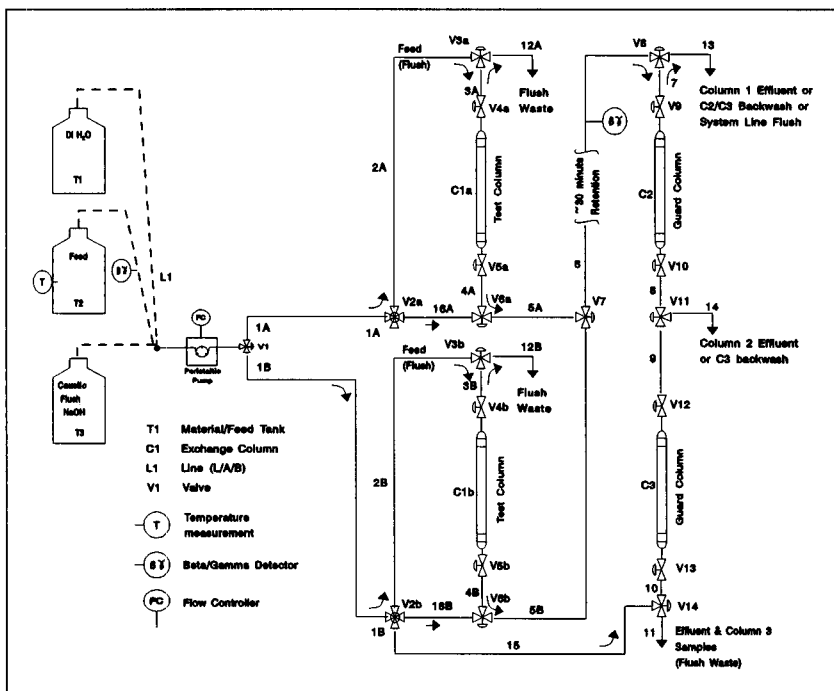 DI H₂O
T1
Feed
T2
T
βγ
L1
Caustic
Flush
NaOH
T3
FC
Peristaltic
Pump
V1
1A
1B
1A
V2a
16A
2A
Feed
(Flush)
V3a
12A
Flush
Waste
3A
V4a
C1a
Test Column
V5a
4A
V6a
5A
V7
1B
V2b
16B
2B
Feed
(Flush)
V3b
12B
Flush
Waste
3B
V4b
C1b
Test Column
V5b
4B
V6b
5B
15
βγ
~30 minute
Retention
6
V8
13
7
Column 1 Effluent or
C2/C3 Backwash or
System Line Flush
V9
C2
Guard Column
V10
8
V11
14
Column 2 Effluent
or C3 backwash
9
V12
C3
Guard Column
V13
10
V14
11
Effluent & Column 3
Samples
(Flush Waste)
T1 Material/Feed Tank
C1 Exchange Column
L1 Line (L/A/B)
V1 Valve
T Temperature
measurement
βγ Beta/Gamma Detector
FC Flow Controller